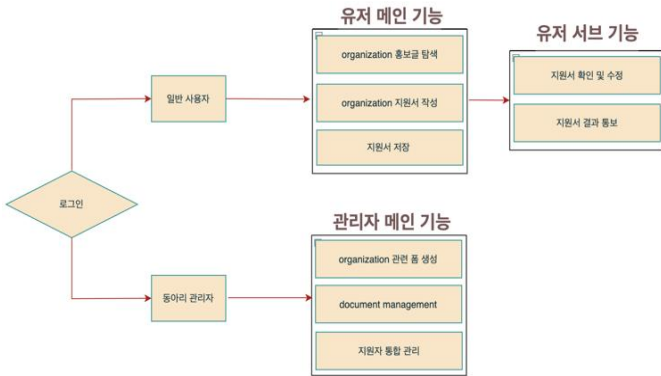 유저 메인 기능
organization 홍보글 탐색
organization 지원서 작성
지원서 저장
유저 서브 기능
지원서 확인 및 수정
지원서 결과 통보
일반 사용자
로그인
동아리 관리자
관리자 메인 기능
organization 관련 폼 생성
document management
지원자 통합 관리